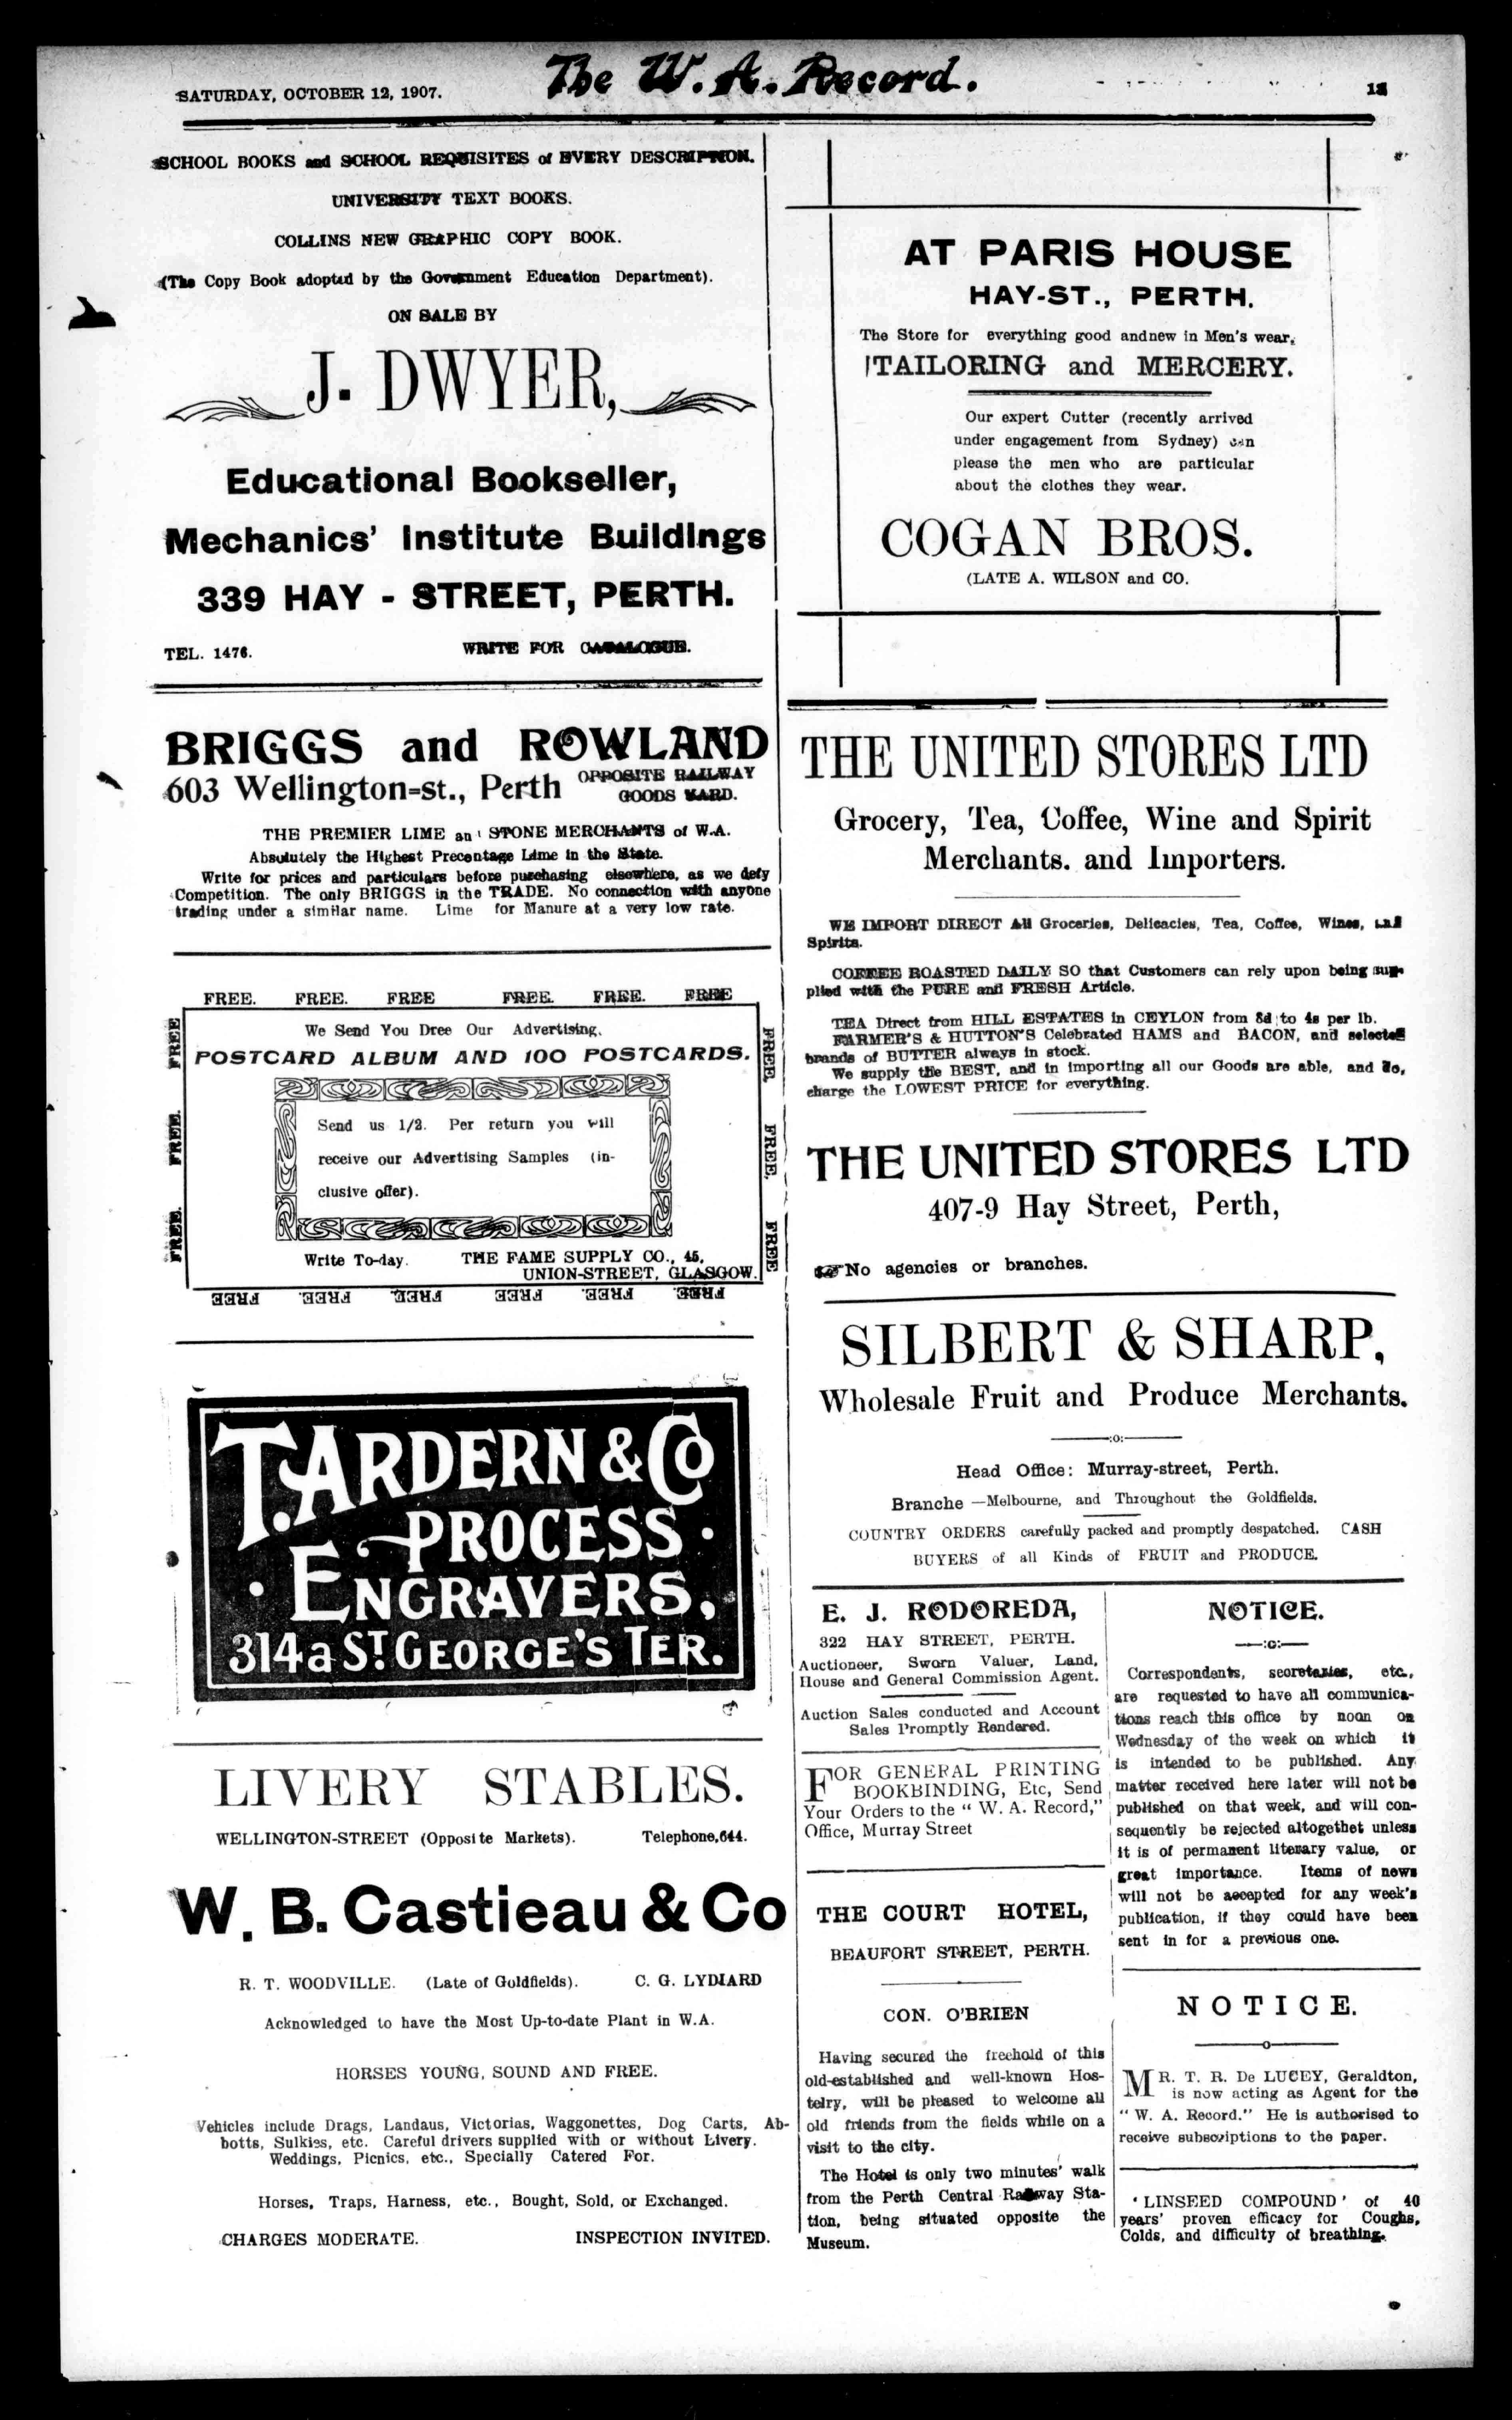 SATURDAY, OCTOBER 12, 1907.
The W. A. Record.
SCHOOL BOOKS and SCHOOL REQUISITES of EVERY DESCRIPTION.
UNIVERSITY TEXT BOOKS.
COLLINS NEW GRAPHIC COPY BOOK.
(The Copy Book adopted by the Government Education Department).
ON SALE BY
J. DWYER,
Educational Bookseller,
Mechanics' Institute Buildings
339 HAY - STREET, PERTH.
TEL. 1476. WRITE FOR CATALOGUE.
BRIGGS and ROWLAND
603 Wellington=st., Perth OPPOSITE RAILWAY
GOODS YARD.
THE PREMIER LIME an STONE MERCHANTS of W.A.
Absolutely the Highest Precentage Lime in the State.
Write for prices and particulars before purchasing elsewhere, as we defy
Competition. The only BRIGGS in the TRADE. No connection with anyone
trading under a similar name. Lime for Manure at a very low rate.
FREE. FREE. FREE FREE. FREE. FREE
FREE
FREE.
FREE.
We Send You Dree Our Advertising,
POSTCARD ALBUM AND 100 POSTCARDS.
Send us 1/2. Per return you will
receive our Advertising Samples (in-
clusive offer).
Write To-day. THE FAME SUPPLY CO., 45,
UNION-STREET, GLASGOW.
FREE,
FREE,
FREE
FREE FREE. FREE, FREE FREE. FREE.
T. ARDERN & Co
PROCESS
ENGRAVERS,
314a ST. GEORGE'S TER.
LIVERY STABLES.
WELLINGTON-STREET (Opposite Markets). Telephone,644.
W. B. Castieau & Co
R. T. WOODVILLE. (Late of Goldfields). C. G. LYDIARD
Acknowledged to have the Most Up-to-date Plant in W.A.
HORSES YOUNG, SOUND AND FREE.
Vehicles include Drags, Landaus, Victorias, Waggonettes, Dog Carts, Ab-
botts, Sulkies, etc. Careful drivers supplied with or without Livery.
Weddings, Picnics, etc., Specially Catered For.
Horses, Traps, Harness, etc., Bought, Sold, or Exchanged.
CHARGES MODERATE. INSPECTION INVITED.
AT PARIS HOUSE
HAY-ST., PERTH.
The Store for everything good andnew in Men's wear,
TAILORING and MERCERY.
Our expert Cutter (recently arrived
under engagement from Sydney) can
please the men who are particular
about the clothes they wear.
COGAN BROS.
(LATE A. WILSON and CO.
THE UNITED STORES LTD
Grocery, Tea, Coffee, Wine and Spirit
Merchants. and Importers.
WE IMPORT DIRECT All Groceries, Delicacies, Tea, Coffee, Wines, and
Spirits.
COFFEE ROASTED DAILY SO that Customers can rely upon being sup-
plied with the PURE and FRESH Article.
TEA Direct from HILL ESTATES in CEYLON from 8d to 4s per lb.
FARMER'S & HUTTON'S Celebrated HAMS and BACON, and selected
brands of BUTTER always in stock.
We supply the BEST, and in importing all our Goods are able, and do,
charge the LOWEST PRICE for everything.
THE UNITED STORES LTD
407-9 Hay Street, Perth,
☞No agencies or branches.
SILBERT & SHARP,
Wholesale Fruit and Produce Merchants.
:o:
Head Office: Murray-street, Perth.
Branche —Melbourne, and Throughout the Goldfields.
COUNTRY ORDERS carefully packed and promptly despatched. CASH
BUYERS of all Kinds of FRUIT and PRODUCE.
E. J. RODOREDA,
322 HAY STREET, PERTH.
Auctioneer, Sworn Valuer, Land,
House and General Commission Agent.
Auction Sales conducted and Account
Sales Promptly Rendered.
FOR GENERAL PRINTING
BOOKBINDING, Etc, Send
Your Orders to the " W. A. Record,"
Office, Murray Street
THE COURT HOTEL,
BEAUFORT STREET, PERTH.
CON. O'BRIEN
Having secured the freehold of this
old-established and well-known Hos-
telry, will be pleased to welcome all
old friends from the fields while on a
visit to the city.
The Hotel is only two minutes' walk
from the Perth Central Railway Sta-
tion, being situated opposite the
Museum.
NOTICE.
:o:
Correspondents, secretaries, etc.,
are requested to have all communica-
tions reach this office by noon on
Wednesday of the week on which it
is intended to be published. Any
matter received here later will not be
published on that week, and will con-
sequently be rejected altogethet unless
it is of permanent literary value, or
great importance. Items of news
will not be accepted for any week's
publication, if they could have been
sent in for a previous one.
NOTICE.
o
MR. T. R. De LUCEY, Geraldton,
is now acting as Agent for the
" W. A. Record." He is authorised to
receive subscriptions to the paper.
' LINSEED COMPOUND ' of 40
years' proven efficacy for Coughs,
Colds, and difficulty of breathing.